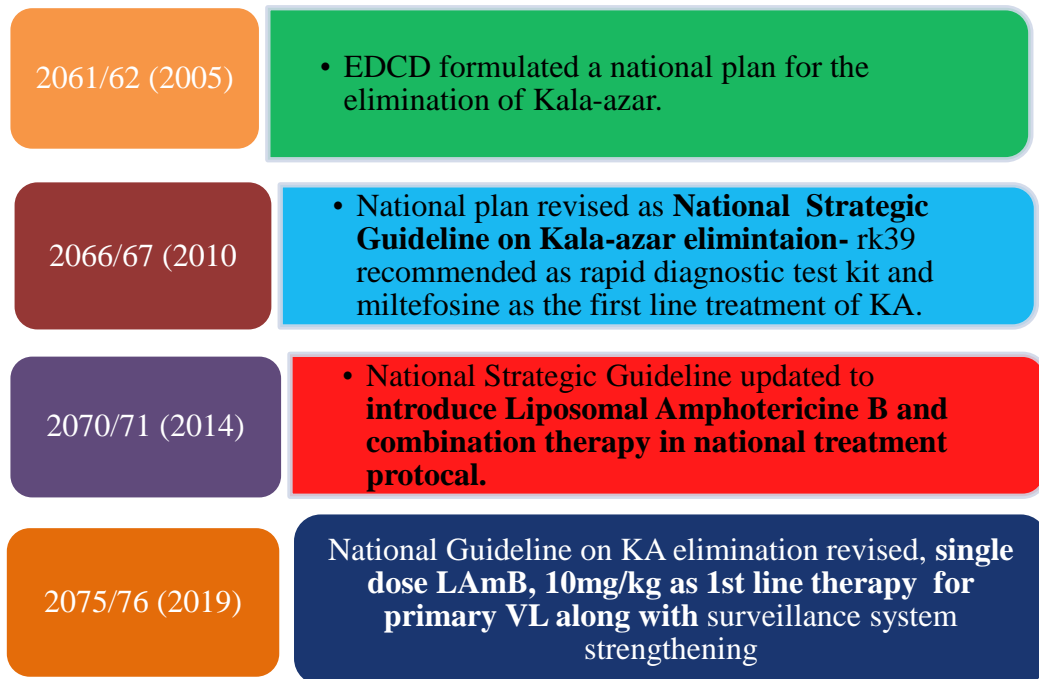 2061/62 (2005)
• EDCD formulated a national plan for the
elimination of Kala-azar.
2066/67 (2010
• National plan revised as National Strategic
Guideline on Kala-azar elimintaion- rk39
recommended as rapid diagnostic test kit and
miltefosine as the first line treatment of KA.
2070/71 (2014)
• National Strategic Guideline updated to
introduce Liposomal Amphotericine B and
combination therapy in national treatment
protocal.
2075/76 (2019)
National Guideline on KA elimination revised, single
dose LAmB, 10mg/kg as 1st line therapy for
primary VL along with surveillance system
strengthening